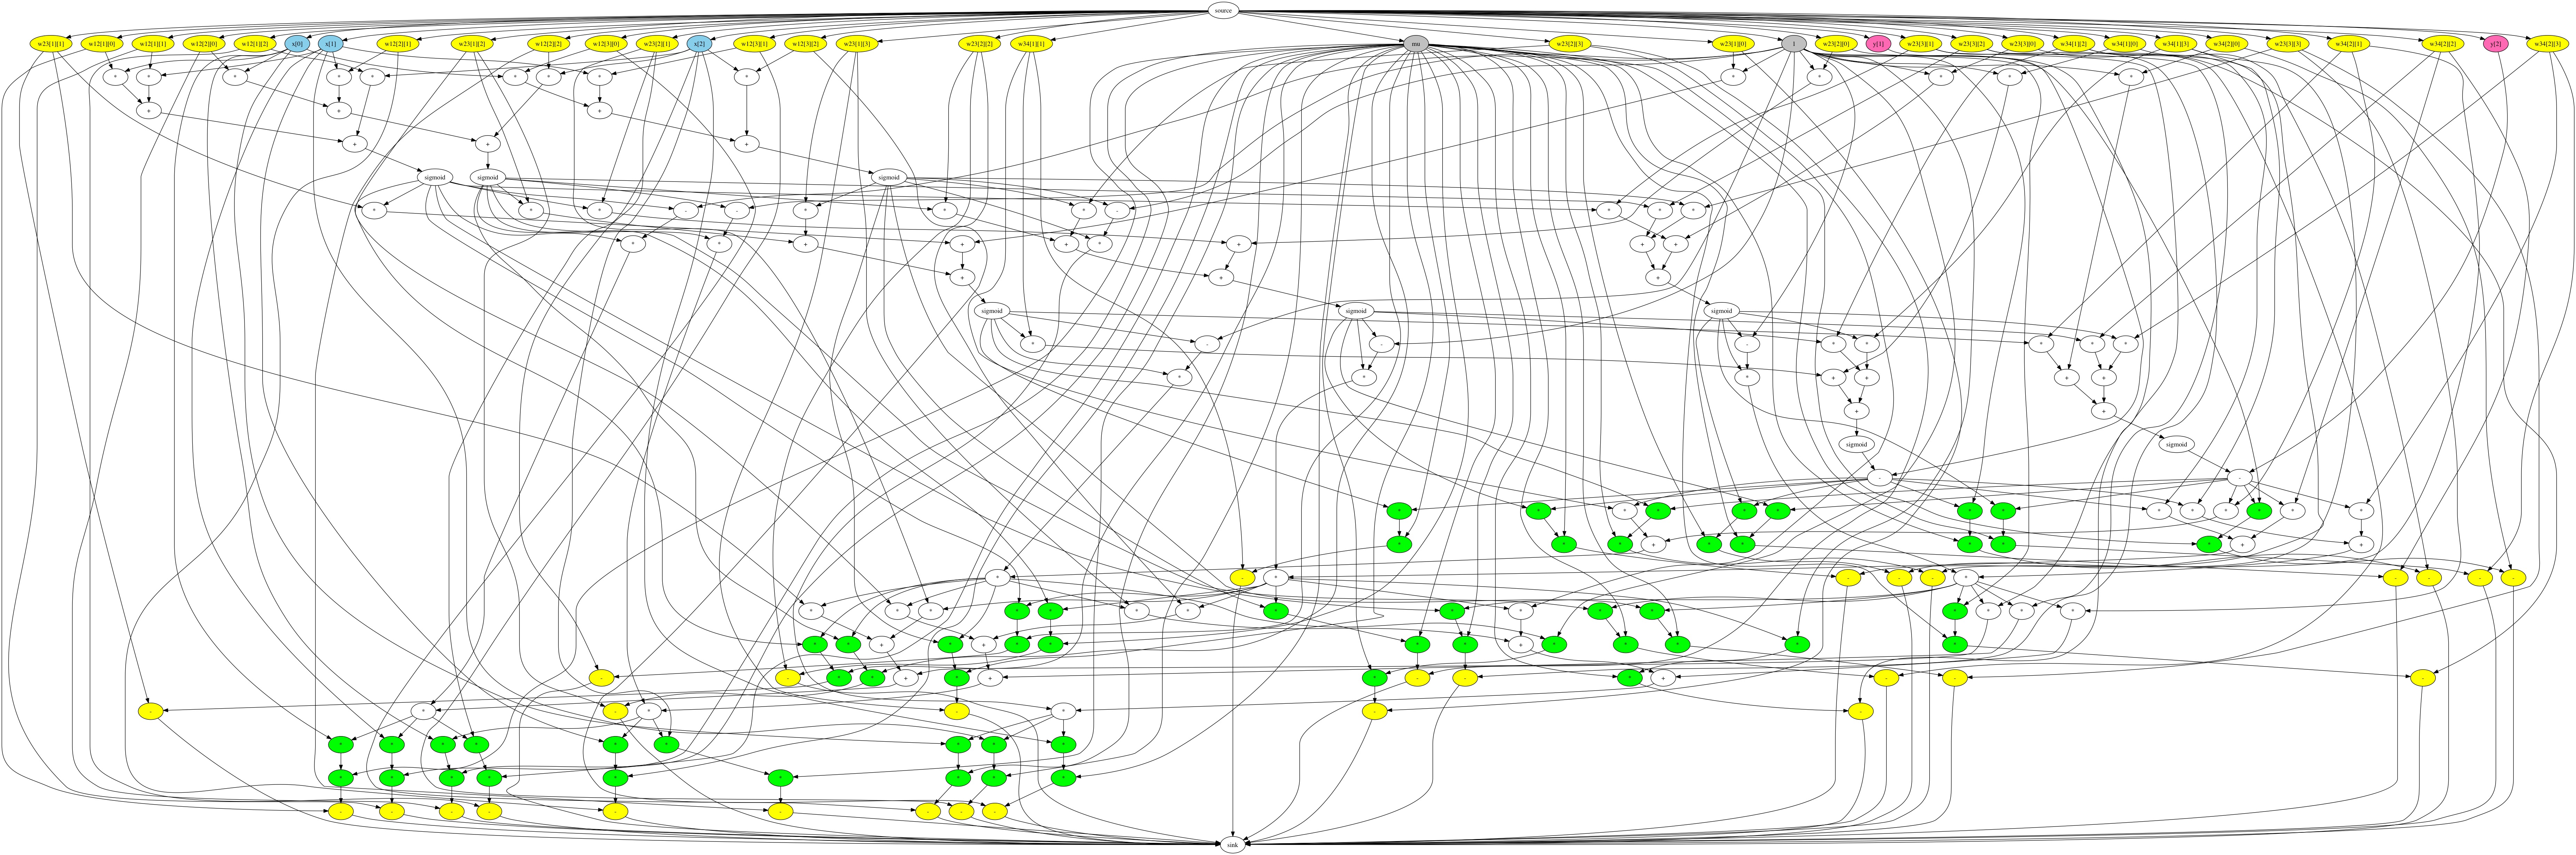 source
w23[1][1] w12[1][0] w12[1][1] w12[2][0] w12[1][2] x[0] x[1] w12[2][1] w23[1][2] w12[2][2] w12[3][0] w23[2][1] x[2] w12[3][1] w12[3][2] w23[1][3] w23[2][2] w34[1][1] mu w23[2][3] w23[1][0] 1 w23[2][0] y[1] w23[3][1] w23[3][2] w23[3][0] w34[1][2] w34[1][0] w34[1][3] w34[2][0] w23[3][3] w34[2][1] w34[2][2] y[2] w34[2][3]
* * * * * * * * * * * * * *
+ + +
+ + +
sigmoid sigmoid sigmoid
* * * - - * * * - * * *
* * + + + * + + +
+ + +
sigmoid sigmoid sigmoid
* - - - * * * * *
* * * + + + +
+ +
sigmoid sigmoid
- -
* * * * * * * * * * * * * *
* * * + * * * * * + +
* - * - - - * - - - -
* * * * * * * * * * * * * * * *
* * + * + * * * * + * * * * *
- - * * + * + * - - * + - - -
- * - * - * - -
* * * * * * * * *
* * * * * * * * *
- - - - - - - - -
sink